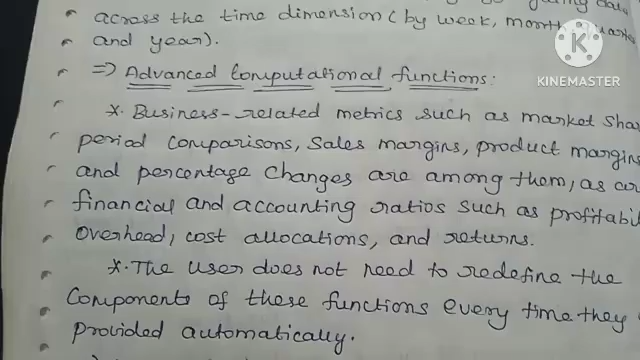 across the time dimension (by week, month
and year).
=> Advanced Computational functions:
*. Business-related metrics such as market
period comparisons, sales margins, product margins
and percentage changes are among them, as
financial and accounting ratios such as
overhead, cost allocations, and returns.
*. The user does not need to redefine the
Components of these functions every time they
provided automatically.
KINEMASTER